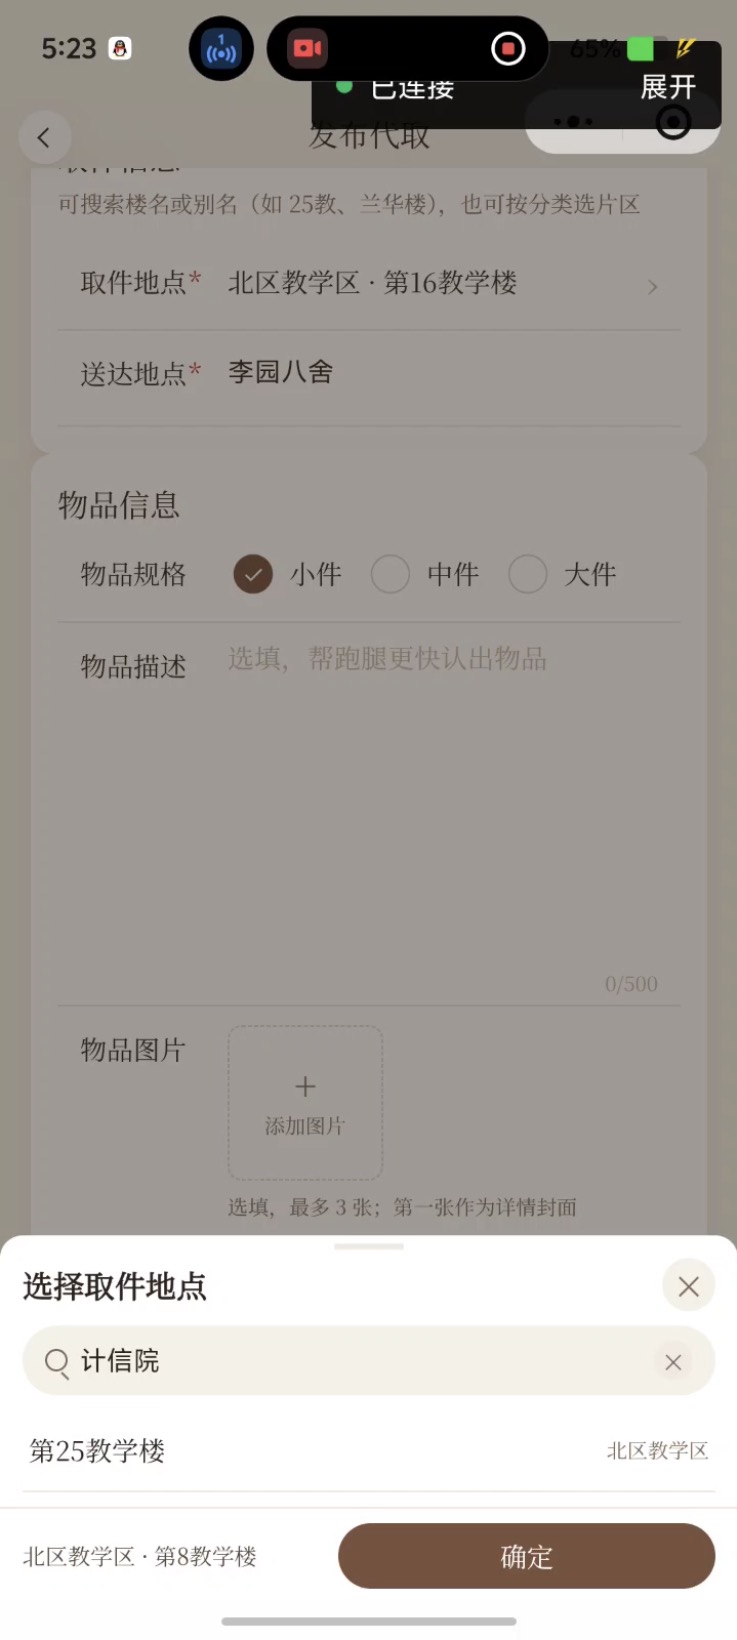 5:23
1
65%
已连接
展开
发布代取
取件信息
可搜索楼名或别名（如 25教、兰华楼），也可按分类选片区
取件地点* 北区教学区 · 第16教学楼
送达地点* 李园八舍
物品信息
物品规格 小件 中件 大件
物品描述 选填，帮跑腿更快认出物品
0/500
物品图片
添加图片
选填，最多 3 张；第一张作为详情封面
选择取件地点
计信院
第25教学楼 北区教学区
北区教学区 · 第8教学楼 确定